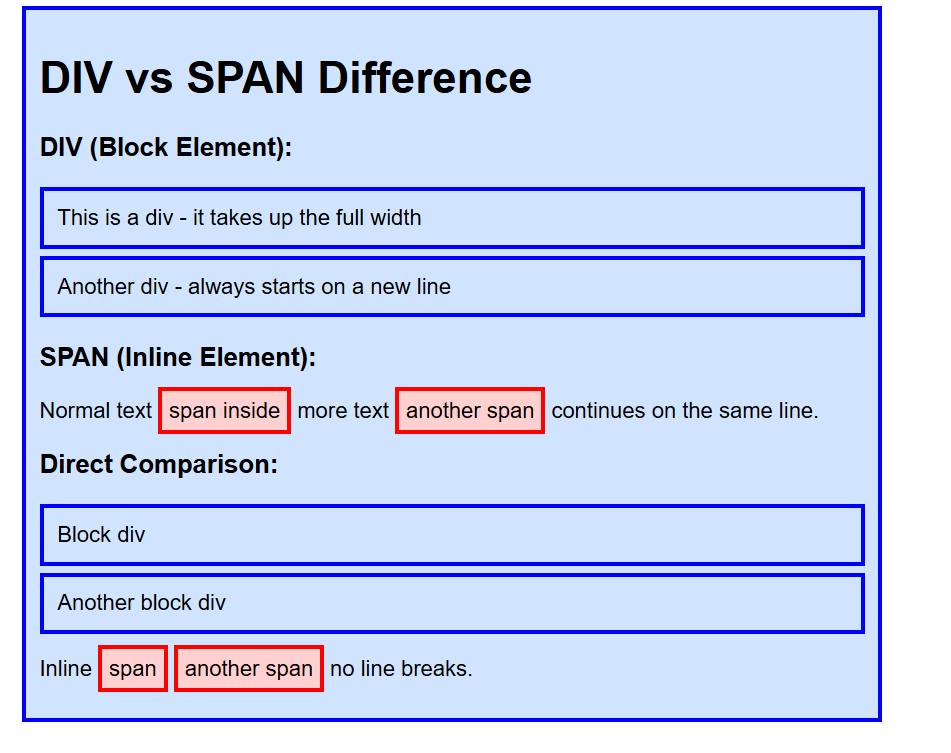 DIV vs SPAN Difference
DIV (Block Element):
This is a div - it takes up the full width
Another div - always starts on a new line
SPAN (Inline Element):
Normal text span inside more text another span continues on the same line.
Direct Comparison:
Block div
Another block div
Inline span another span no line breaks.